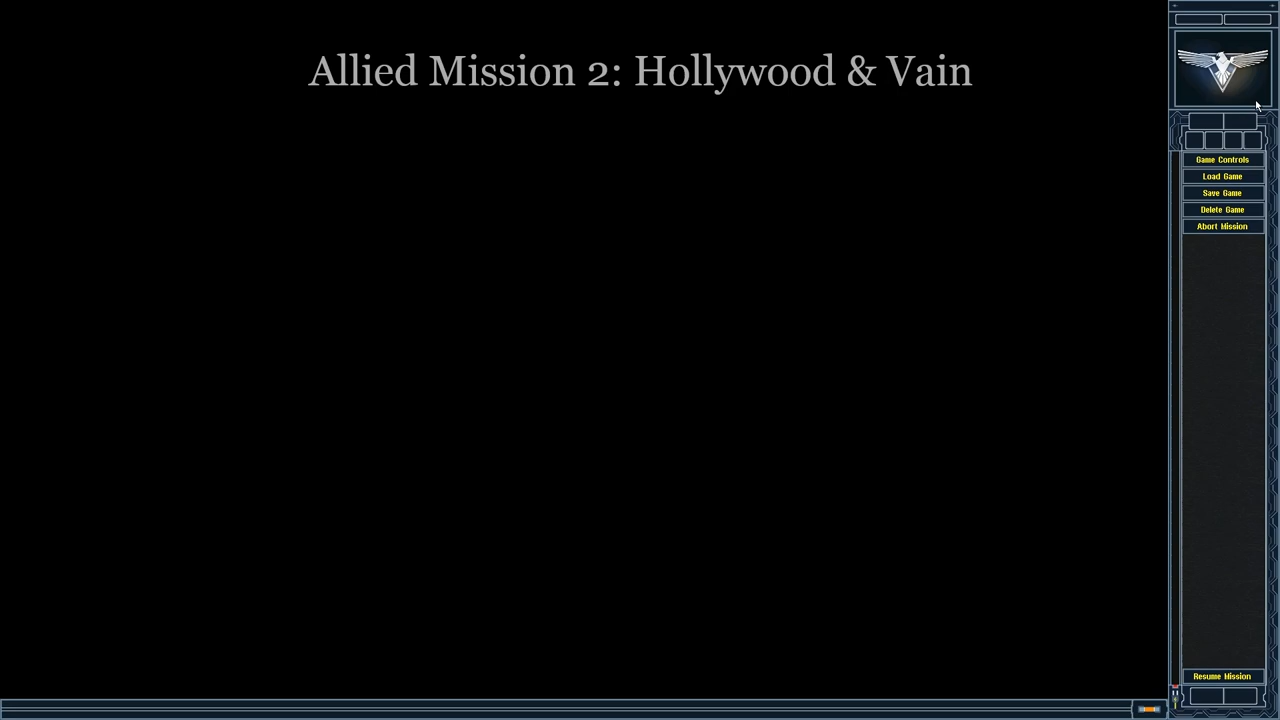 Allied Mission 2: Hollywood & Vain
Game Controls
Load Game
Save Game
Delete Game
Abort Mission
Resume Mission